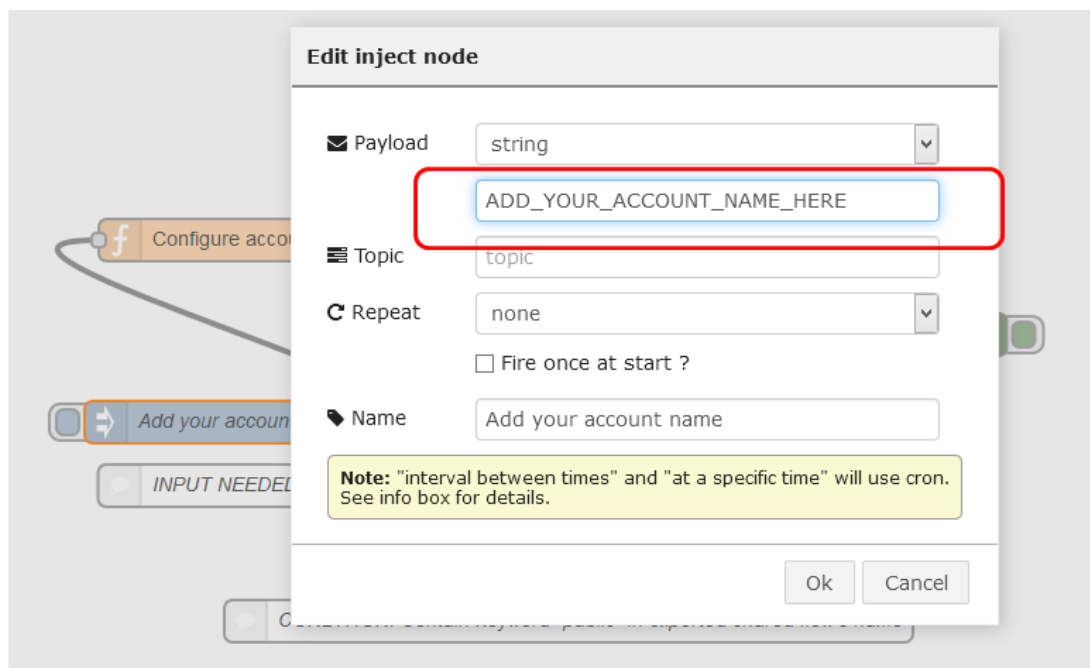 Edit inject node
Payload
string
ADD_YOUR_ACCOUNT_NAME_HERE
Configure accou
Topic
topic
Repeat
none
Fire once at start ?
Add your accoun
Name
Add your account name
INPUT NEEDED
Note: "interval between times" and "at a specific time" will use cron.
See info box for details.
Ok
Cancel